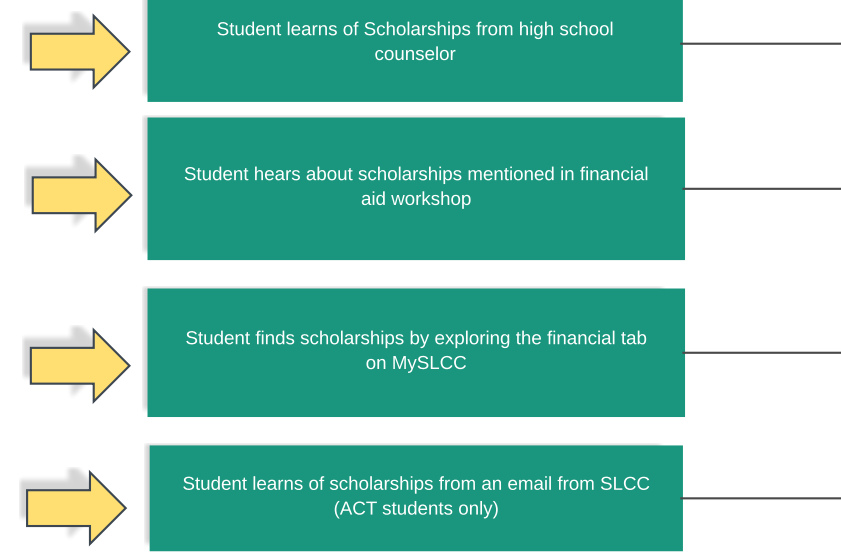 Student learns of Scholarships from high school
counselor
Student hears about scholarships mentioned in financial
aid workshop
Student finds scholarships by exploring the financial tab
on MySLCC
Student learns of scholarships from an email from SLCC
(ACT students only)